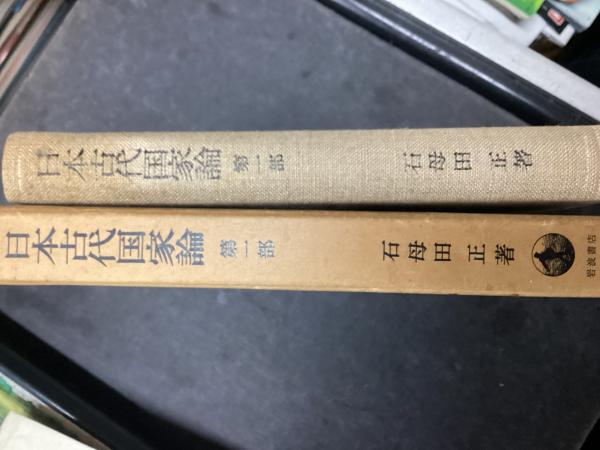 日本古代国家論 第一部 石母田 正著
日本古代国家論 第一部 石母田 正著 岩波書店